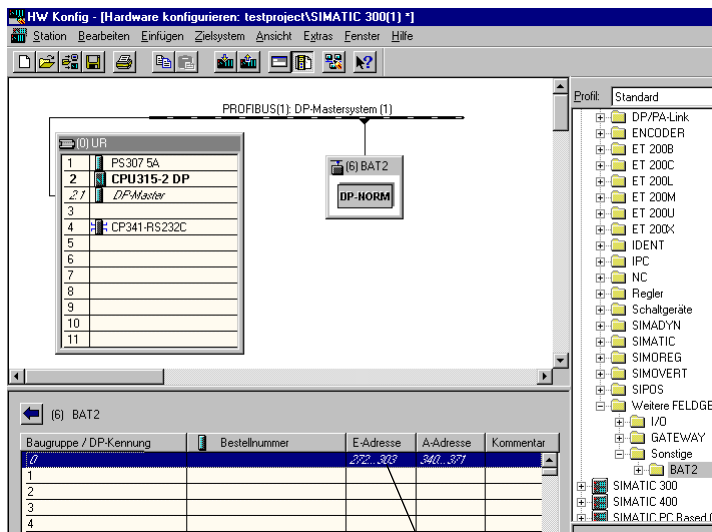 HW Konfig - [Hardware konfigurieren: testproject\SIMATIC 300(1) *]
Station Bearbeiten Einfügen Zielsystem Ansicht Extras Fenster Hilfe
PROFIBUS(1): DP-Mastersystem (1)
(0) UR
1 PS307 5A
2 CPU315-2 DP
2.1 DP-Master
3
4 CP341-RS232C
5
6
7
8
9
10
11
(6) BAT2
DP-NORM
Profil: Standard
DP/PA-Link
ENCODER
ET 200B
ET 200C
ET 200L
ET 200M
ET 200U
ET 200X
IDENT
IPC
NC
Regler
Schaltgeräte
SIMADYN
SIMATIC
SIMOREG
SIMOVERT
SIPOS
Weitere FELDGE
I/O
GATEWAY
Sonstige
BAT2
SIMATIC 300
SIMATIC 400
SIMATIC PC Based
(6) BAT2
Baugruppe / DP-Kennung Bestellnummer E-Adresse A-Adresse Kommentar
0 272...303 340...371
1
2
3
4